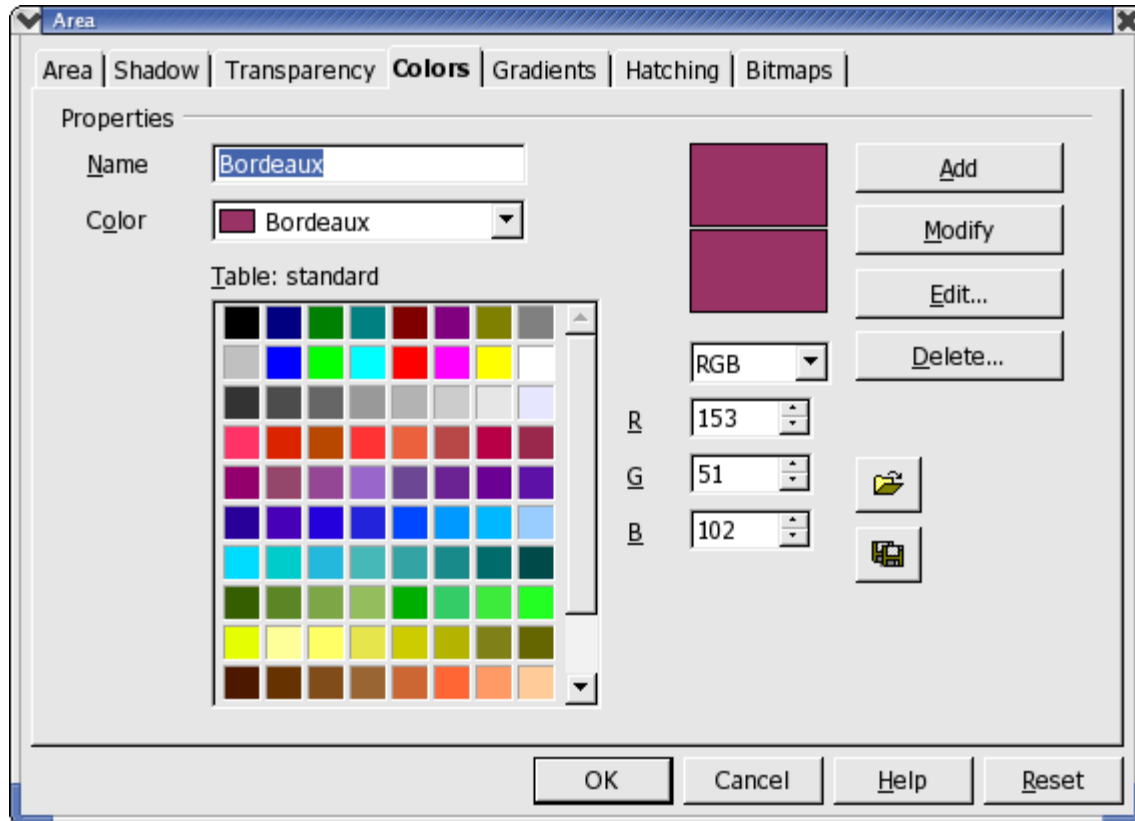 Area
Area Shadow Transparency Colors Gradients Hatching Bitmaps
Properties
Name Bordeaux Add
Color Bordeaux Modify
Table: standard Edit...
RGB Delete...
R 153
G 51
B 102
OK Cancel Help Reset